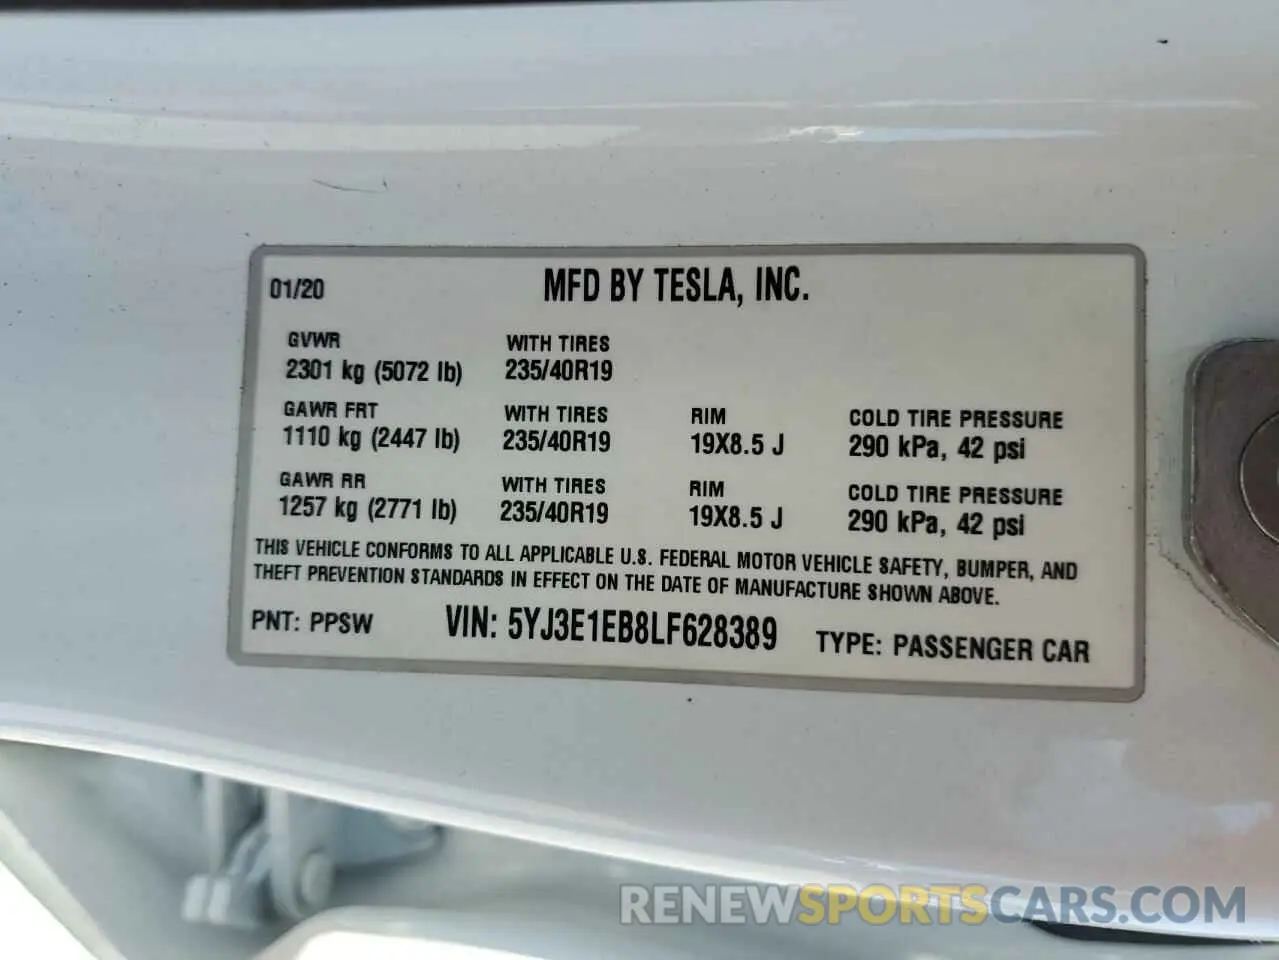 01/20 MFD BY TESLA, INC.
GVWR WITH TIRES
2301 kg (5072 lb) 235/40R19
GAWR FRT WITH TIRES RIM COLD TIRE PRESSURE
1110 kg (2447 lb) 235/40R19 19X8.5 J 290 kPa, 42 psi
GAWR RR WITH TIRES RIM COLD TIRE PRESSURE
1257 kg (2771 lb) 235/40R19 19X8.5 J 290 kPa, 42 psi
THIS VEHICLE CONFORMS TO ALL APPLICABLE U.S. FEDERAL MOTOR VEHICLE SAFETY, BUMPER, AND
THEFT PREVENTION STANDARDS IN EFFECT ON THE DATE OF MANUFACTURE SHOWN ABOVE.
PNT: PPSW VIN: 5YJ3E1EB8LF628389 TYPE: PASSENGER CAR
RENEWSPORTSCARS.COM